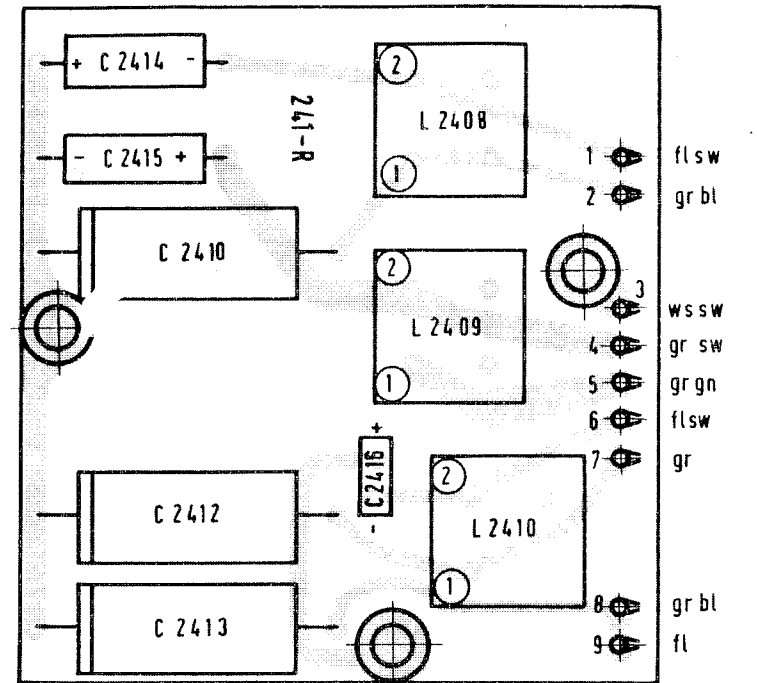 + C 2414 -
- C 2415 +
241-R
C 2410
2
L 2408
1
1 fl sw
2 gr bl
2
L 2409
1
3 ws sw
4 gr sw
5 gr gn
6 fl sw
7 gr
+
C 2416
-
C 2412
2
L 2410
1
C 2413
8 gr bl
9 fl